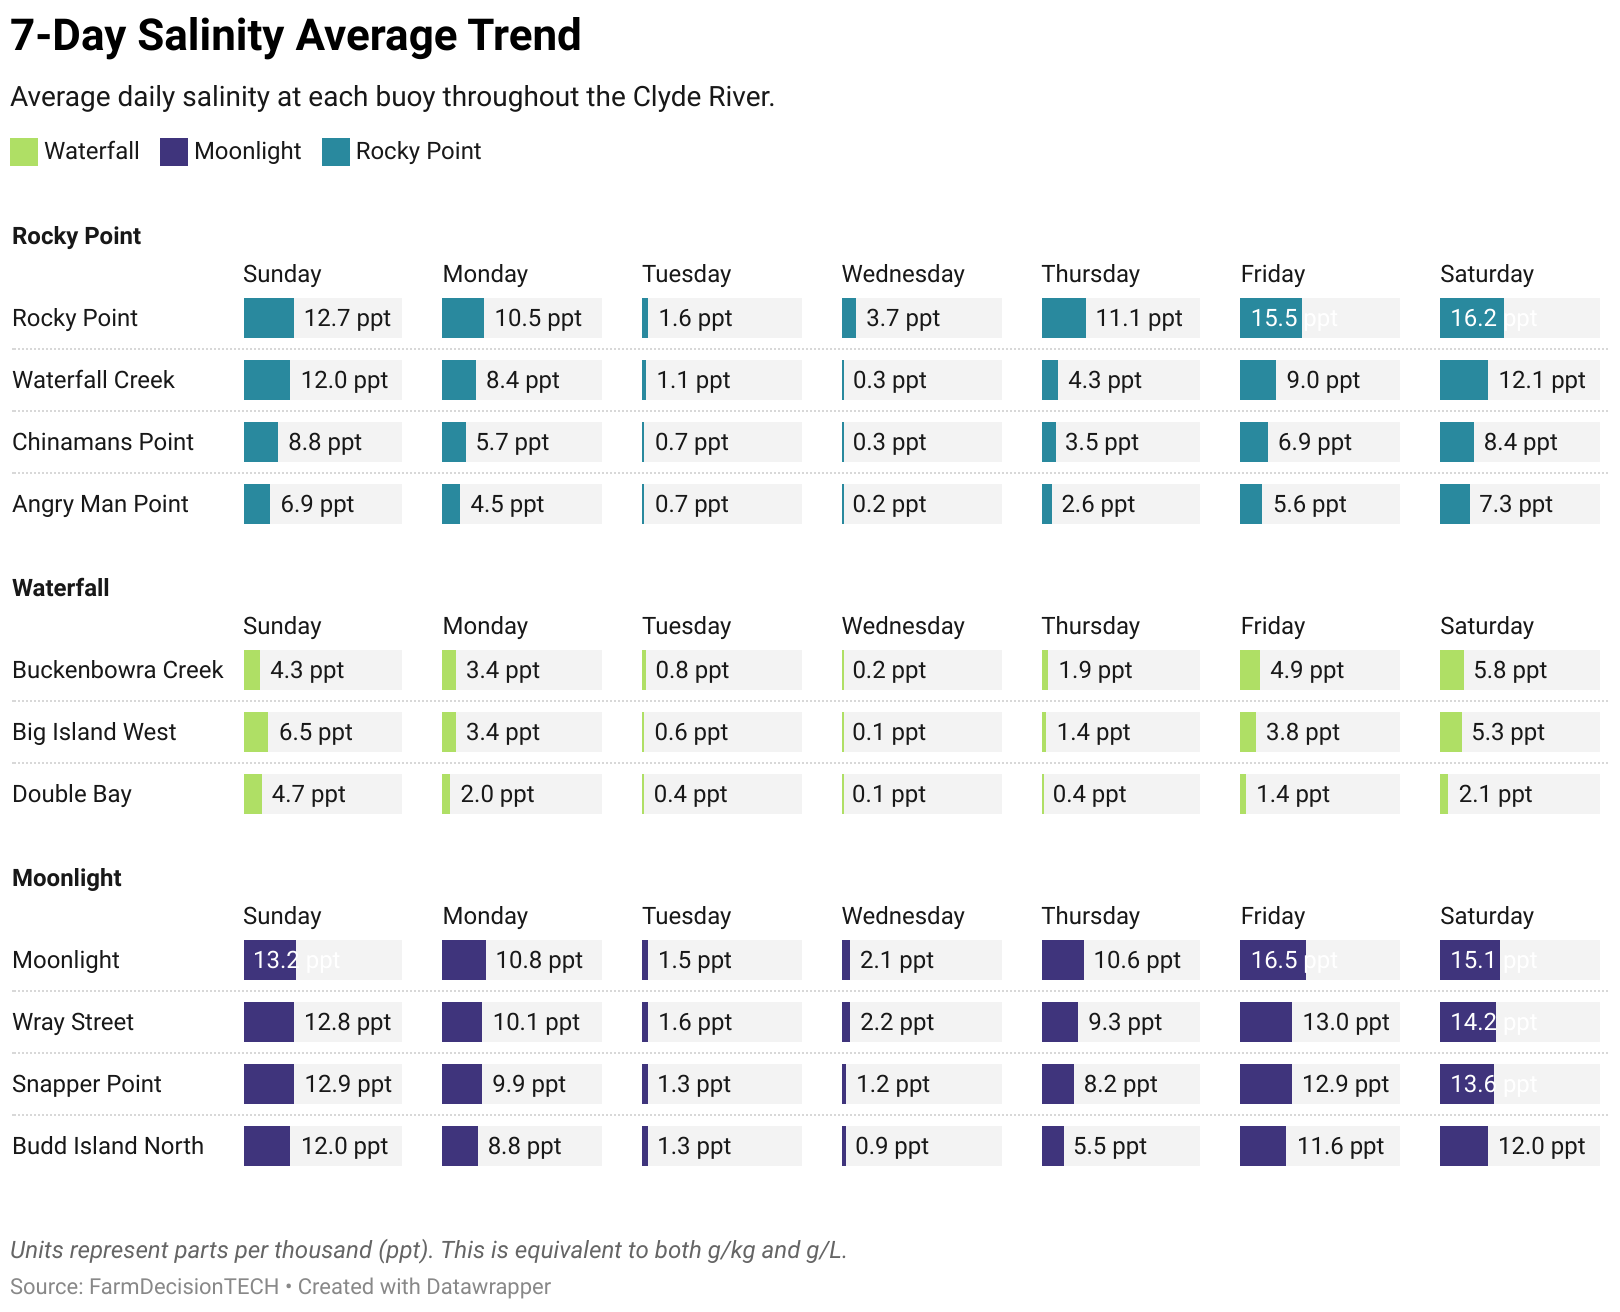 7-Day Salinity Average Trend
Average daily salinity at each buoy throughout the Clyde River.
Waterfall Moonlight Rocky Point
Rocky Point
Sunday Monday Tuesday Wednesday Thursday Friday Saturday
Rocky Point 12.7 ppt 10.5 ppt 1.6 ppt 3.7 ppt 11.1 ppt 15.5 ppt 16.2 ppt
Waterfall Creek 12.0 ppt 8.4 ppt 1.1 ppt 0.3 ppt 4.3 ppt 9.0 ppt 12.1 ppt
Chinamans Point 8.8 ppt 5.7 ppt 0.7 ppt 0.3 ppt 3.5 ppt 6.9 ppt 8.4 ppt
Angry Man Point 6.9 ppt 4.5 ppt 0.7 ppt 0.2 ppt 2.6 ppt 5.6 ppt 7.3 ppt
Waterfall
Sunday Monday Tuesday Wednesday Thursday Friday Saturday
Buckenbowra Creek 4.3 ppt 3.4 ppt 0.8 ppt 0.2 ppt 1.9 ppt 4.9 ppt 5.8 ppt
Big Island West 6.5 ppt 3.4 ppt 0.6 ppt 0.1 ppt 1.4 ppt 3.8 ppt 5.3 ppt
Double Bay 4.7 ppt 2.0 ppt 0.4 ppt 0.1 ppt 0.4 ppt 1.4 ppt 2.1 ppt
Moonlight
Sunday Monday Tuesday Wednesday Thursday Friday Saturday
Moonlight 13.2 ppt 10.8 ppt 1.5 ppt 2.1 ppt 10.6 ppt 16.5 ppt 15.1 ppt
Wray Street 12.8 ppt 10.1 ppt 1.6 ppt 2.2 ppt 9.3 ppt 13.0 ppt 14.2 ppt
Snapper Point 12.9 ppt 9.9 ppt 1.3 ppt 1.2 ppt 8.2 ppt 12.9 ppt 13.6 ppt
Budd Island North 12.0 ppt 8.8 ppt 1.3 ppt 0.9 ppt 5.5 ppt 11.6 ppt 12.0 ppt
Units represent parts per thousand (ppt). This is equivalent to both g/kg and g/L.
Source: FarmDecisionTECH • Created with Datawrapper